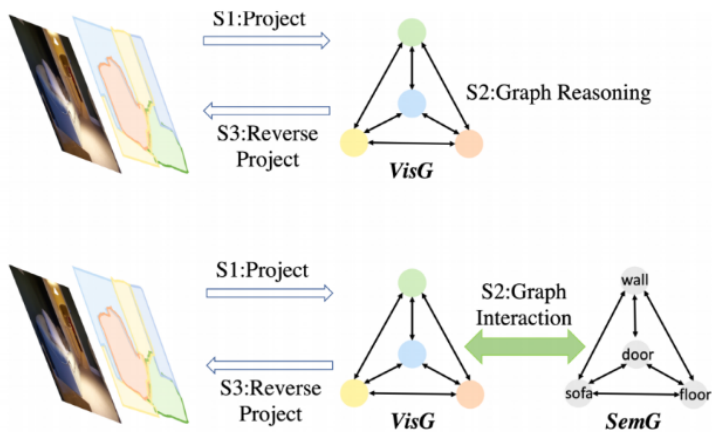 S1:Project
S2:Graph Reasoning
S3:Reverse
Project
VisG
S1:Project
S2:Graph
Interaction
wall
door
sofa
floor
S3:Reverse
Project
VisG
SemG